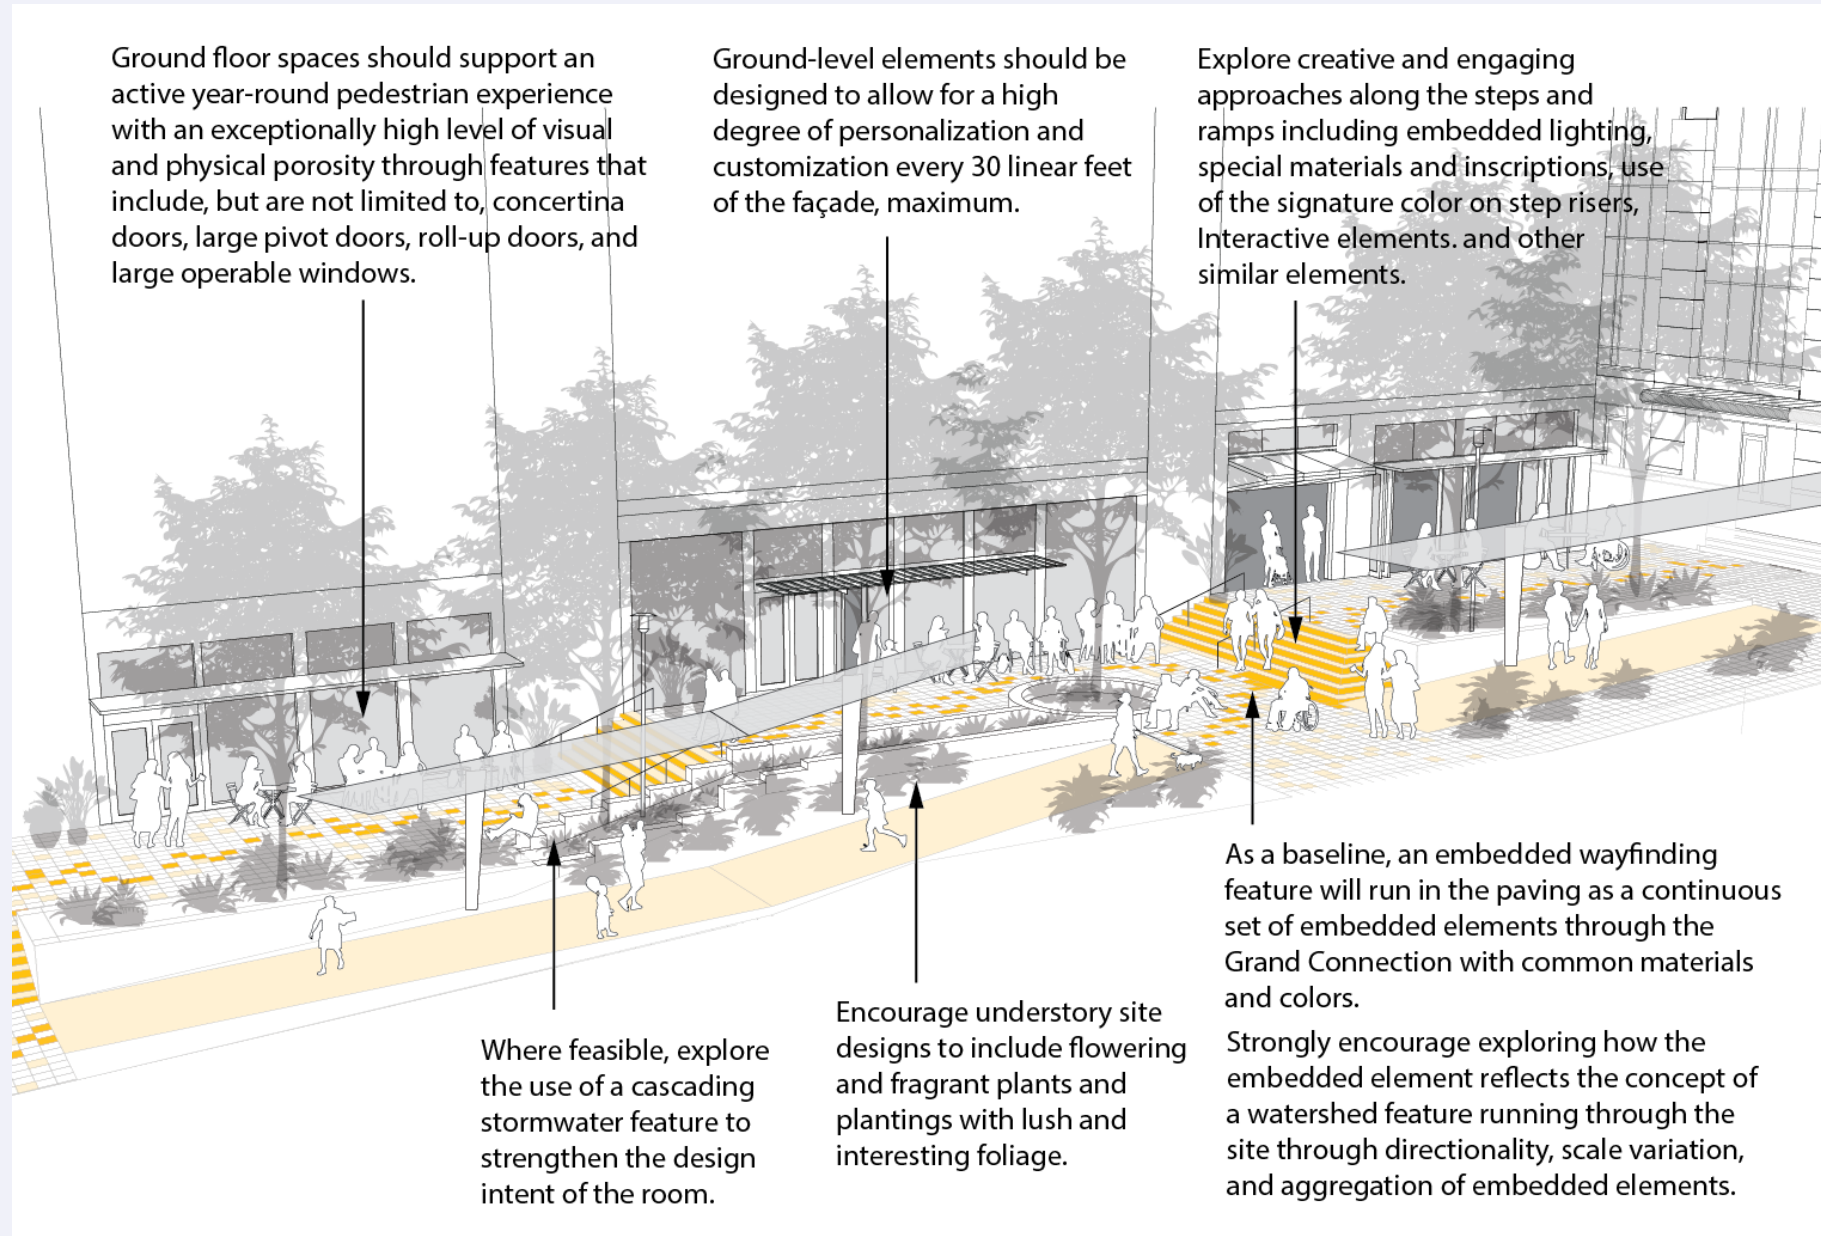 Ground floor spaces should support an
active year-round pedestrian experience
with an exceptionally high level of visual
and physical porosity through features that
include, but are not limited to, concertina
doors, large pivot doors, roll-up doors, and
large operable windows.
Ground-level elements should be
designed to allow for a high
degree of personalization and
customization every 30 linear feet
of the façade, maximum.
Explore creative and engaging
approaches along the steps and
ramps including embedded lighting,
special materials and inscriptions, use
of the signature color on step risers,
Interactive elements. and other
similar elements.
Where feasible, explore
the use of a cascading
stormwater feature to
strengthen the design
intent of the room.
Encourage understory site
designs to include flowering
and fragrant plants and
plantings with lush and
interesting foliage.
As a baseline, an embedded wayfinding
feature will run in the paving as a continuous
set of embedded elements through the
Grand Connection with common materials
and colors.
Strongly encourage exploring how the
embedded element reflects the concept of
a watershed feature running through the
site through directionality, scale variation,
and aggregation of embedded elements.